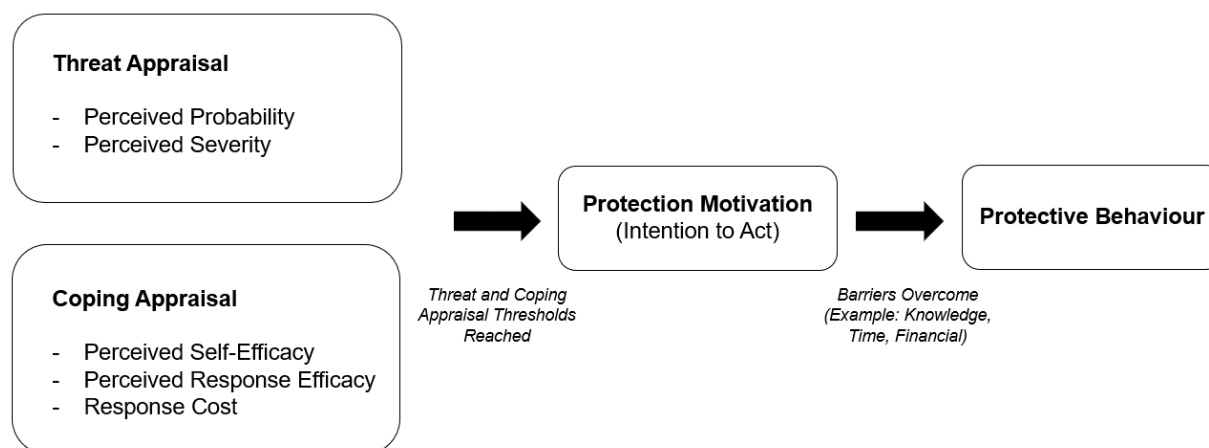 Threat Appraisal
- Perceived Probability
- Perceived Severity
Coping Appraisal
- Perceived Self-Efficacy
- Perceived Response Efficacy
- Response Cost
Threat and Coping
Appraisal Thresholds
Reached
Protection Motivation
(Intention to Act)
Barriers Overcome
(Example: Knowledge,
Time, Financial)
Protective Behaviour